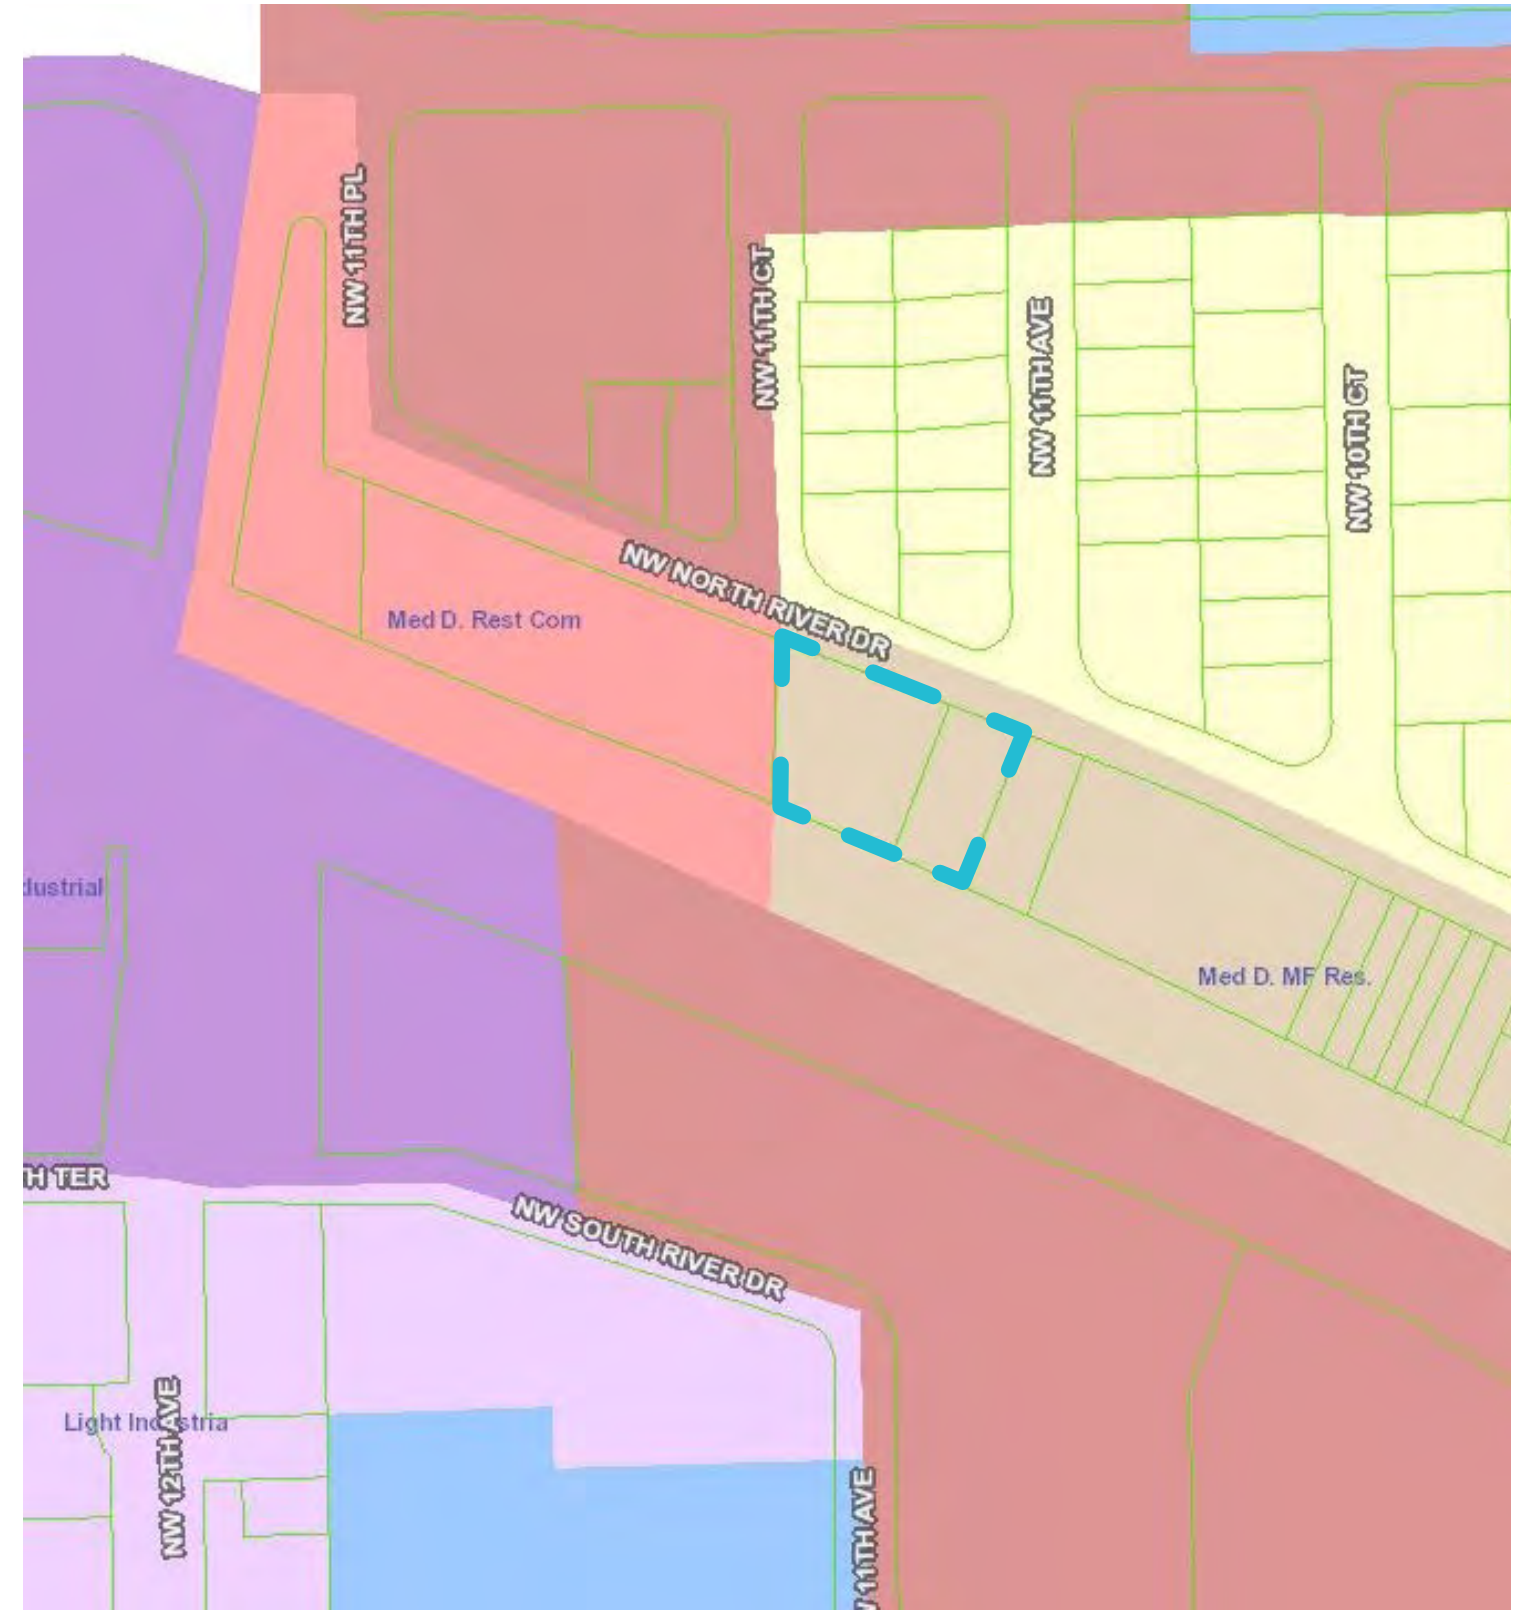 NW 11TH PL
NW 11TH CT
NW 11TH AVE
NW 10TH CT
NW NORTH RIVER DR
Med D. Rest Com
dustrial
Med D. MF Res.
H TER
NW SOUTH RIVER DR
Light Industria
NW 12TH AVE
11TH AVE